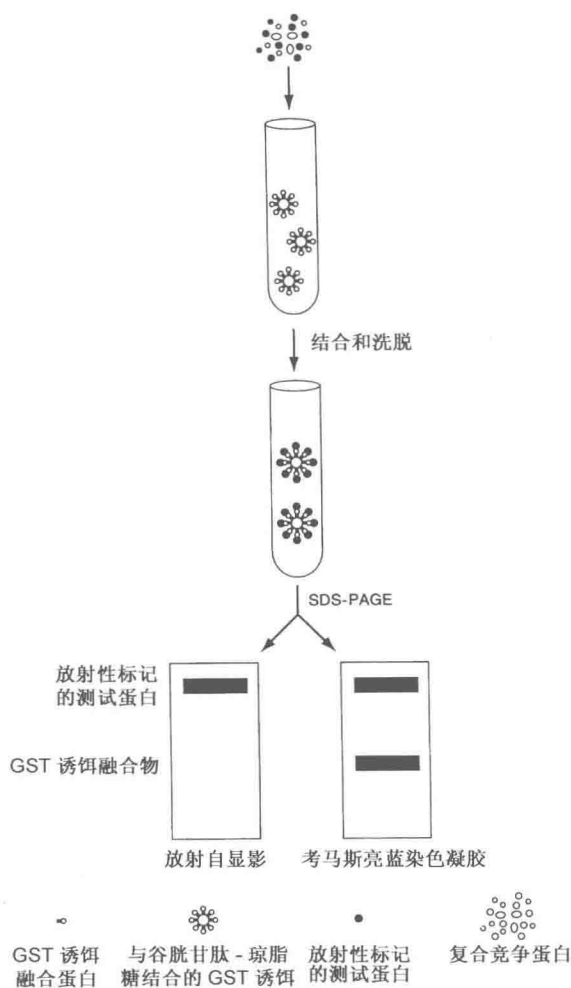 结合和洗脱
SDS-PAGE
放射性标记
的测试蛋白
GST 诱饵融合物
放射自显影
考马斯亮蓝染色凝胶
GST 诱饵
融合蛋白
与谷胱甘肽 - 琼脂
糖结合的 GST 诱饵
放射性标记
的测试蛋白
复合竞争蛋白